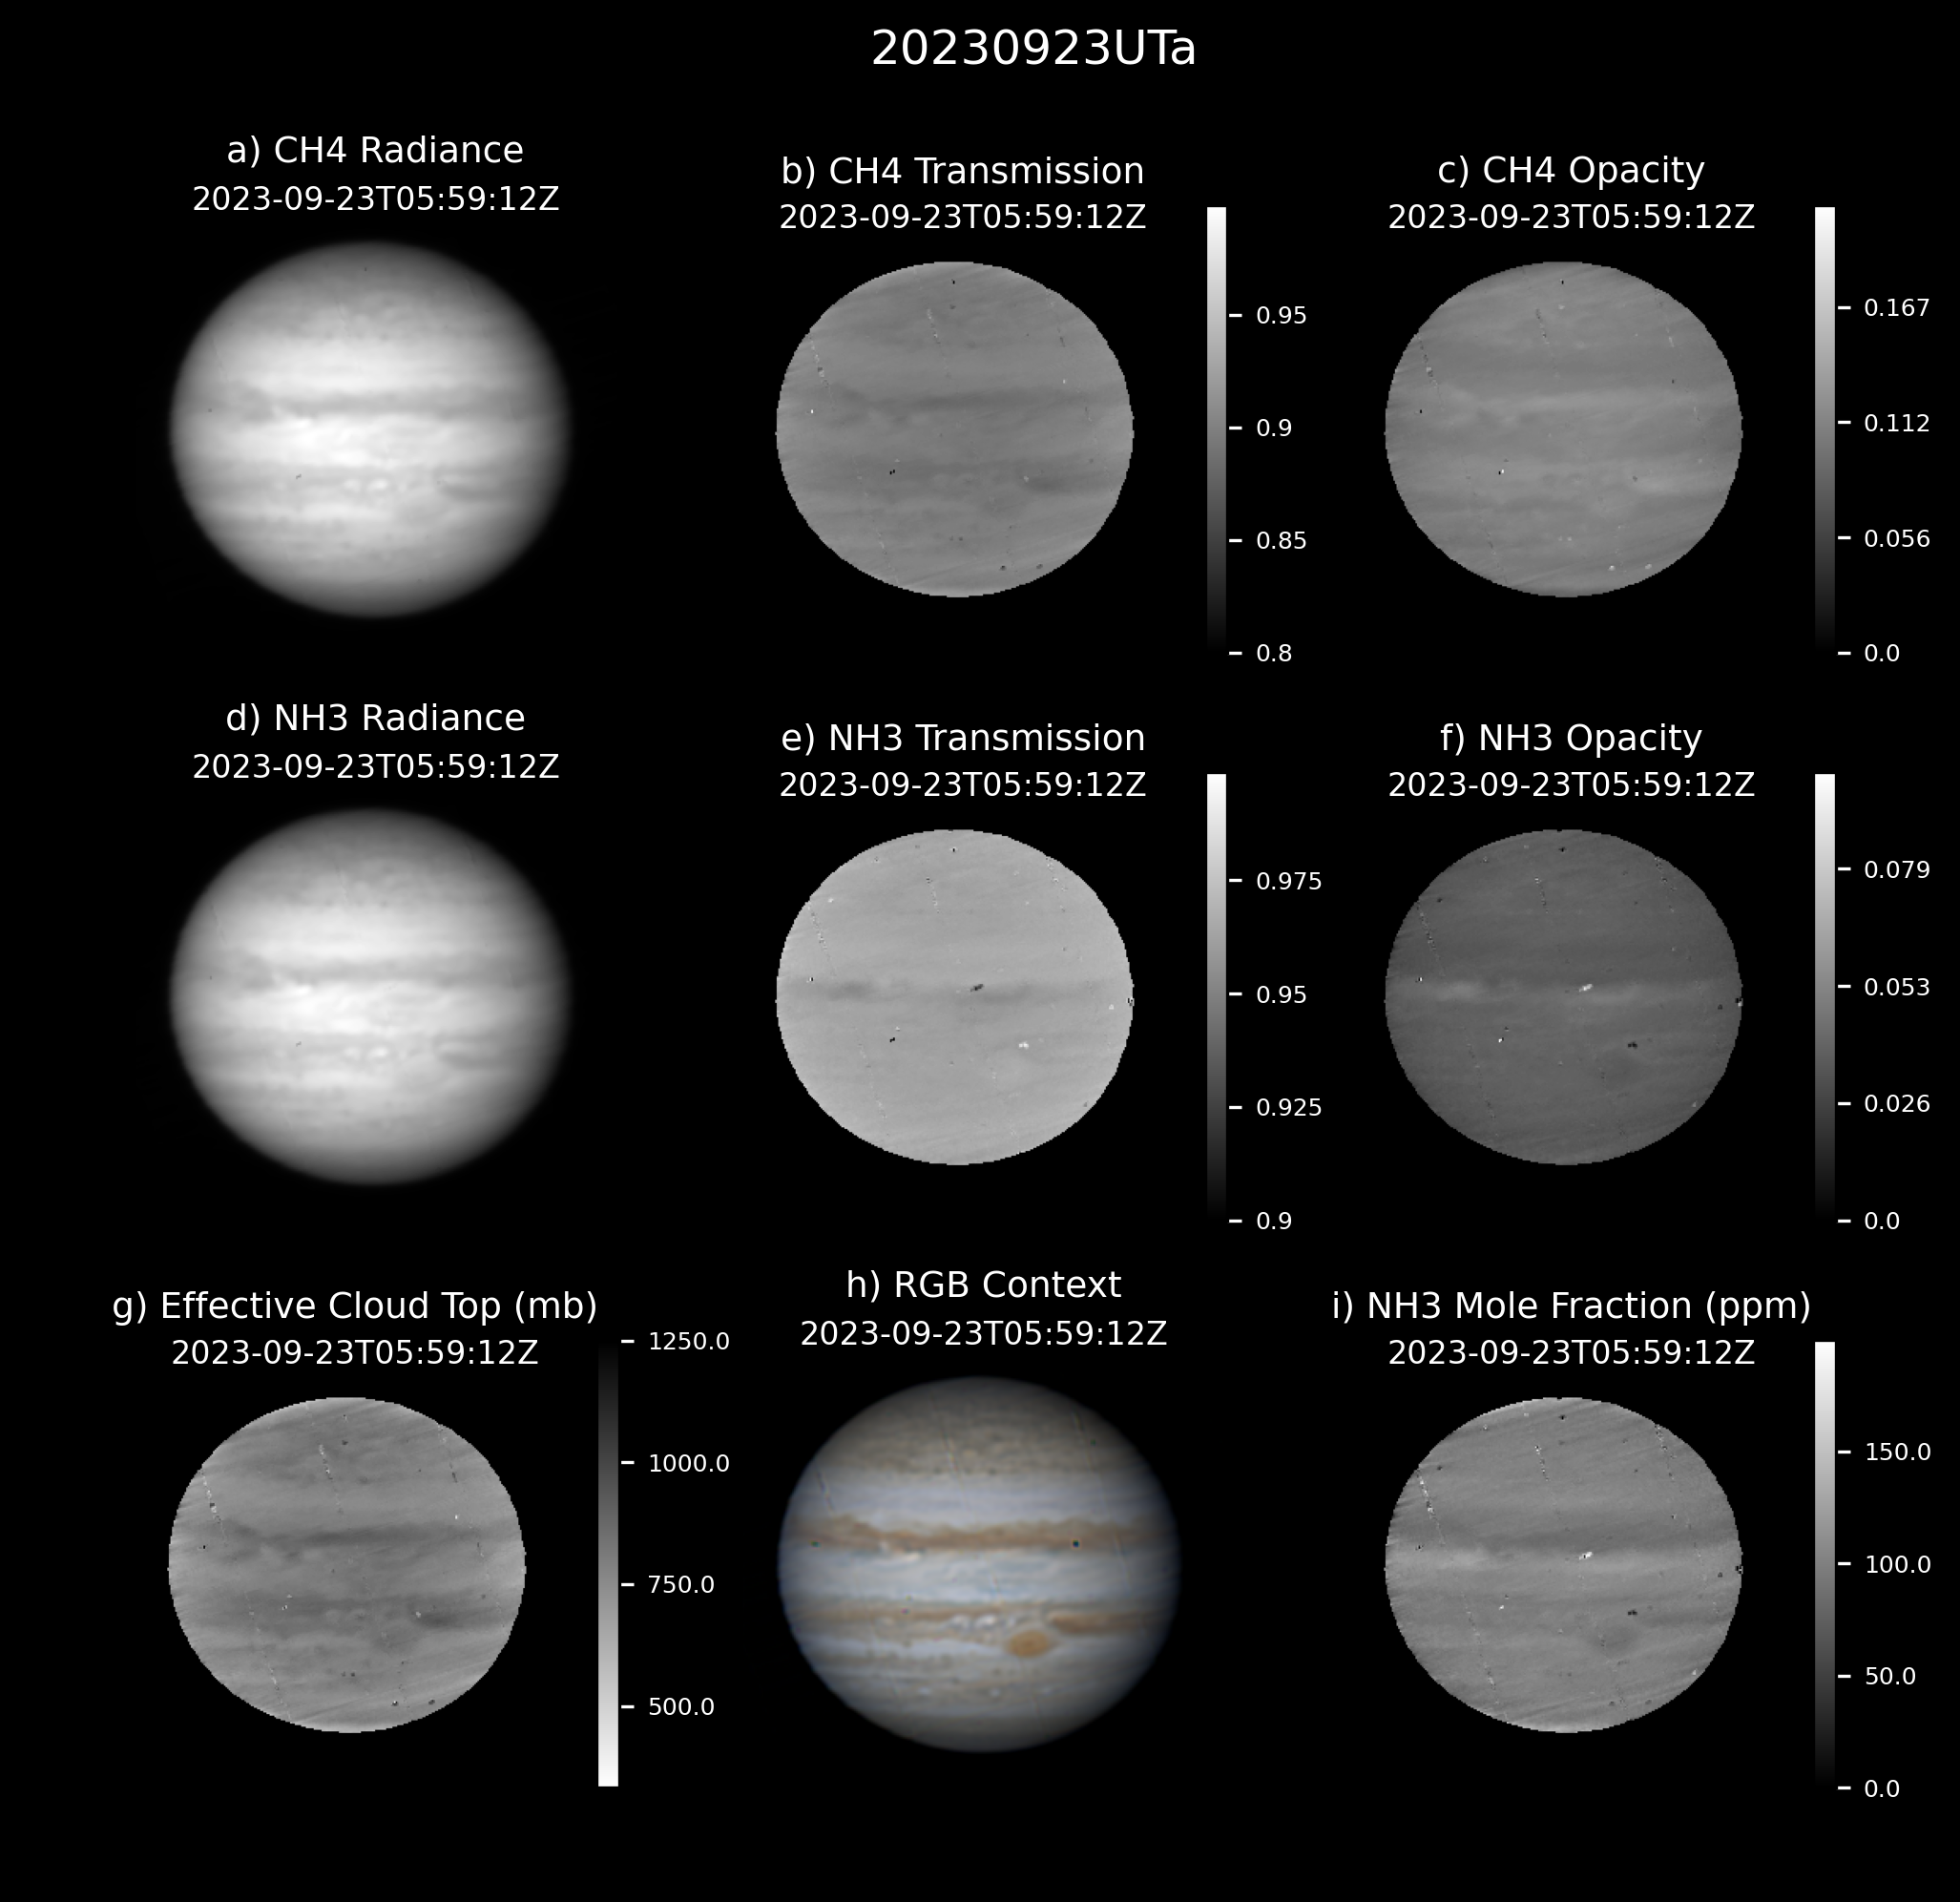 20230923UTa
a) CH4 Radiance
2023-09-23T05:59:12Z
b) CH4 Transmission
2023-09-23T05:59:12Z
0.95
0.9
0.85
0.8
c) CH4 Opacity
2023-09-23T05:59:12Z
0.167
0.112
0.056
0.0
d) NH3 Radiance
2023-09-23T05:59:12Z
e) NH3 Transmission
2023-09-23T05:59:12Z
0.975
0.95
0.925
0.9
f) NH3 Opacity
2023-09-23T05:59:12Z
0.079
0.053
0.026
0.0
g) Effective Cloud Top (mb)
2023-09-23T05:59:12Z
1250.0
1000.0
750.0
500.0
h) RGB Context
2023-09-23T05:59:12Z
i) NH3 Mole Fraction (ppm)
2023-09-23T05:59:12Z
150.0
100.0
50.0
0.0